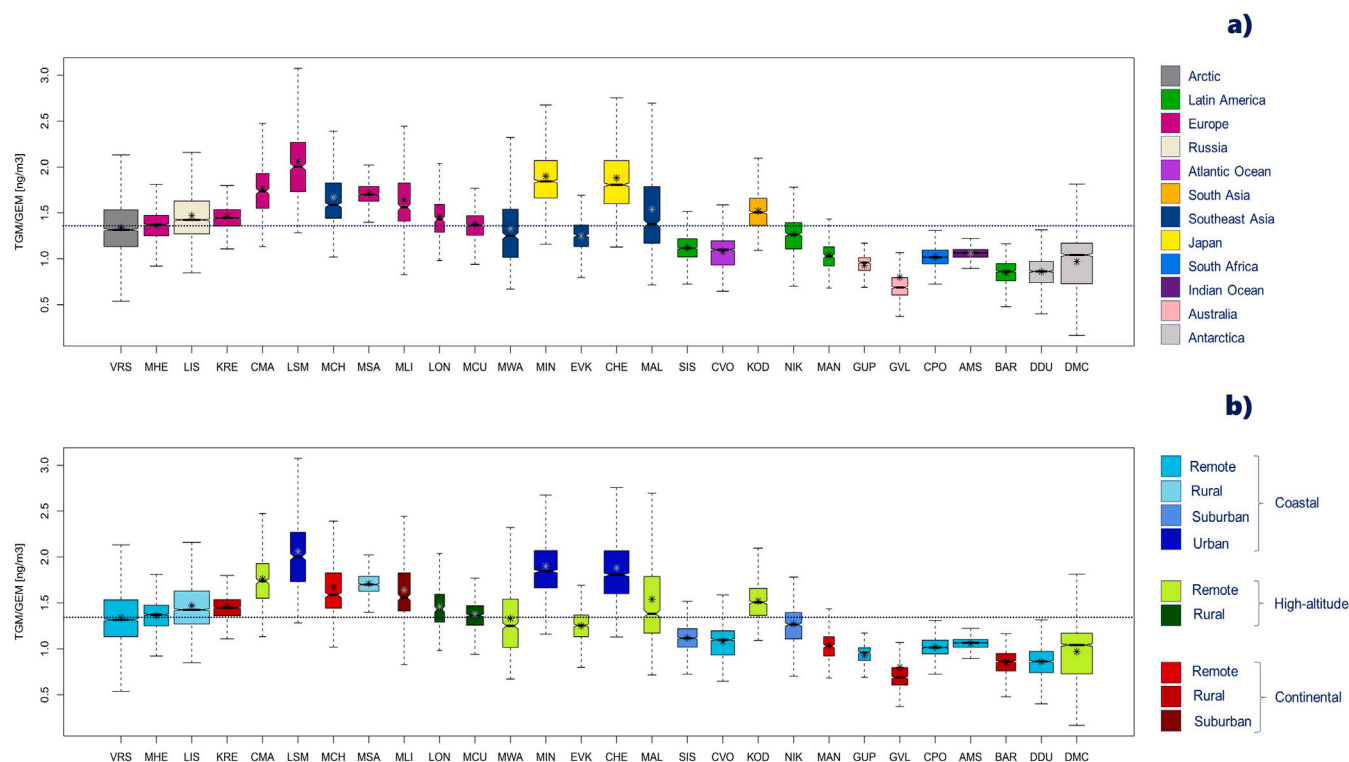 a)
TGM/GEM [ng/m3]
3.0
2.5
2.0
1.5
1.0
0.5
VRS MHE LIS KRE CMA LSM MCH MSA MLI LON MCU MWA MIN EVK CHE MAL SIS CVO KOD NIK MAN GUP GVL CPO AMS BAR DDU DMC
Arctic
Latin America
Europe
Russia
Atlantic Ocean
South Asia
Southeast Asia
Japan
South Africa
Indian Ocean
Australia
Antarctica
b)
TGM/GEM [ng/m3]
3.0
2.5
2.0
1.5
1.0
0.5
VRS MHE LIS KRE CMA LSM MCH MSA MLI LON MCU MWA MIN EVK CHE MAL SIS CVO KOD NIK MAN GUP GVL CPO AMS BAR DDU DMC
Remote
Rural
Suburban
Urban
Coastal
Remote
Rural
High-altitude
Remote
Rural
Suburban
Continental